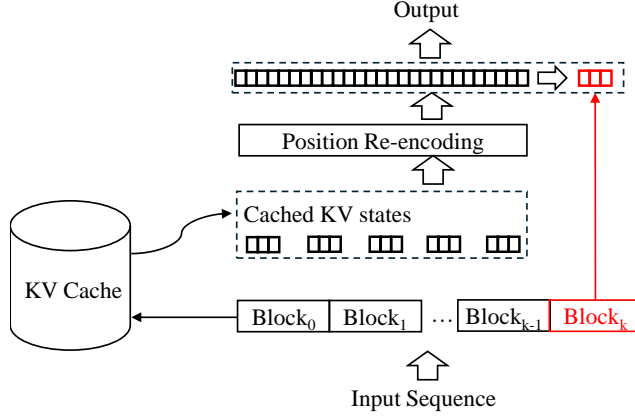 Output
Position Re-encoding
Cached KV states
KV Cache
Block0 Block1 ... Blockk-1 Blockk
Input Sequence